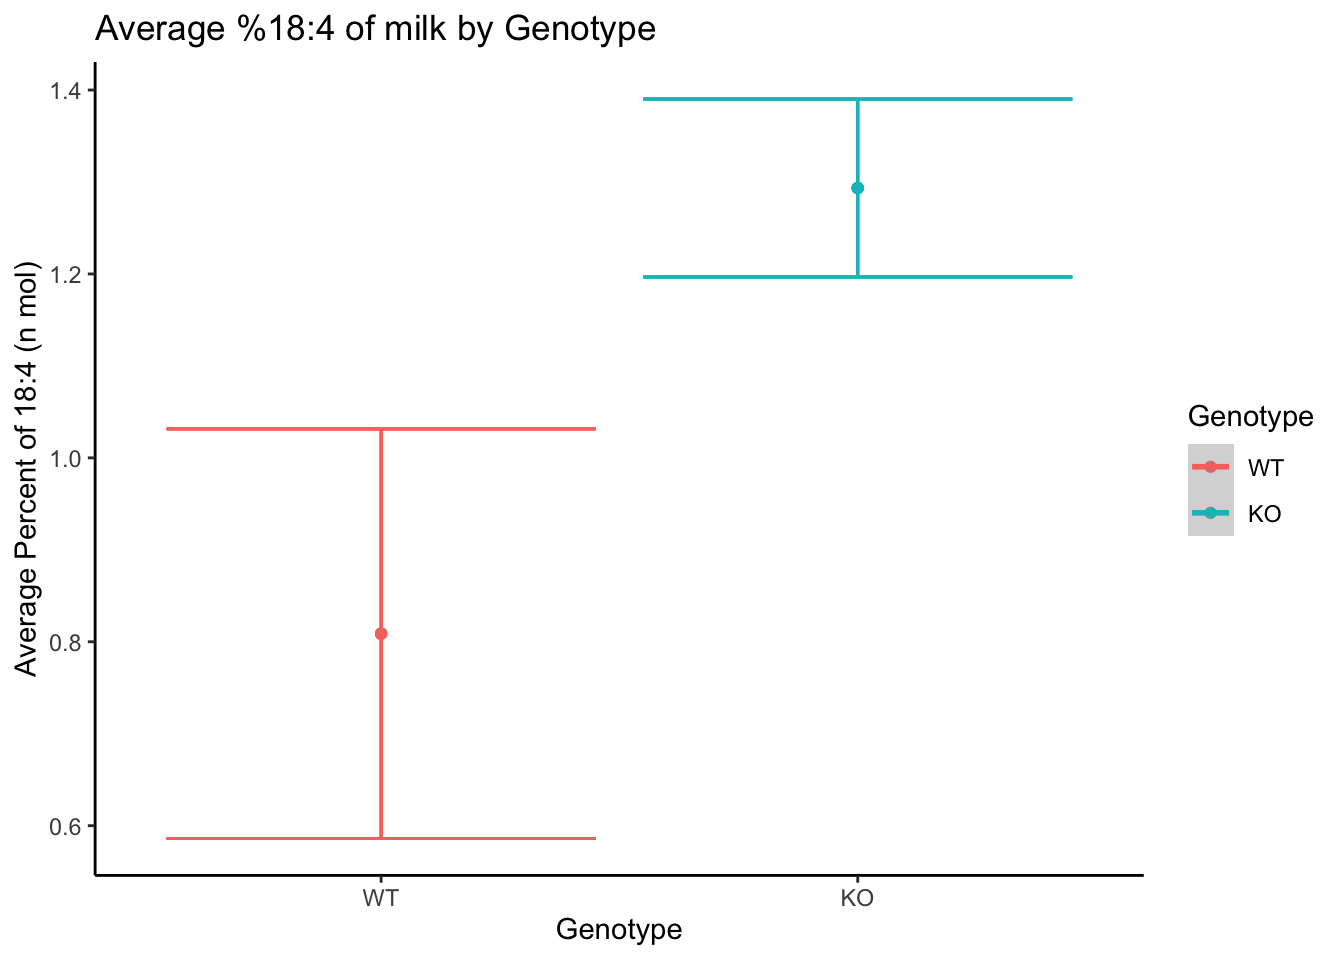 Average %18:4 of milk by Genotype
Average Percent of 18:4 (n mol)
1.4
1.2
1.0
0.8
0.6
WT
KO
Genotype
Genotype
WT
KO